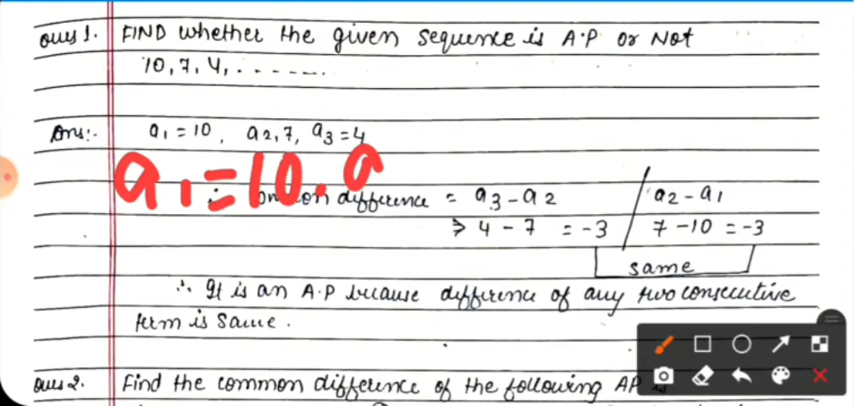 Ques 1. FIND whether the given sequence is A.P or Not
10, 7, 4, . . . . . . .
Ans:- a1 = 10, a2, 7, a3 = 4
a1 = 10. a
common difference = a3 - a2 / a2 - a1
⇒ 4 - 7 = -3 / 7 - 10 = -3
same
∴ It is an A.P because difference of any two consecutive
term is same.
Ques 2. Find the common difference of the following AP